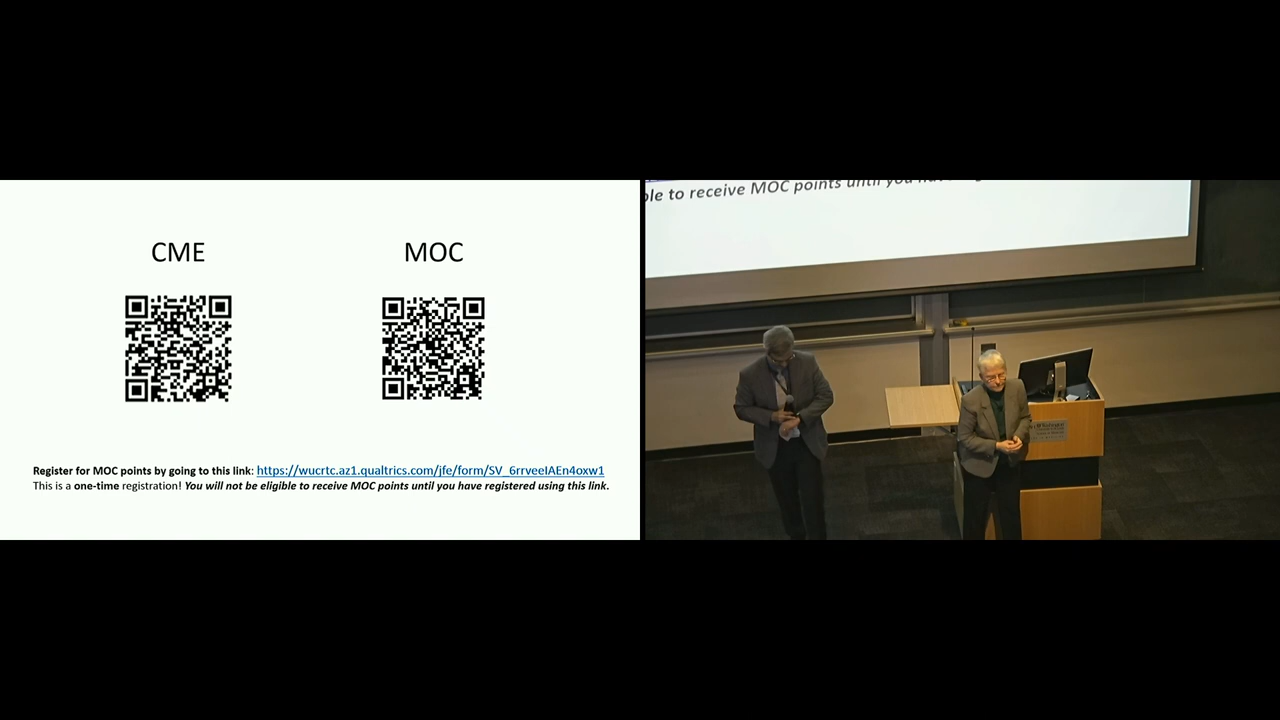 CME
MOC
Register for MOC points by going to this link: https://wucrtc.az1.qualtrics.com/jfe/form/SV_6rrveeIAEn4oxw1
This is a one-time registration! You will not be eligible to receive MOC points until you have registered using this link.
ble to receive MOC points until you